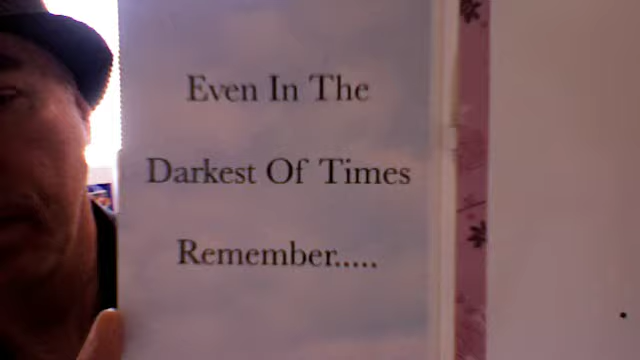 Even In The
Darkest Of Times
Remember.....